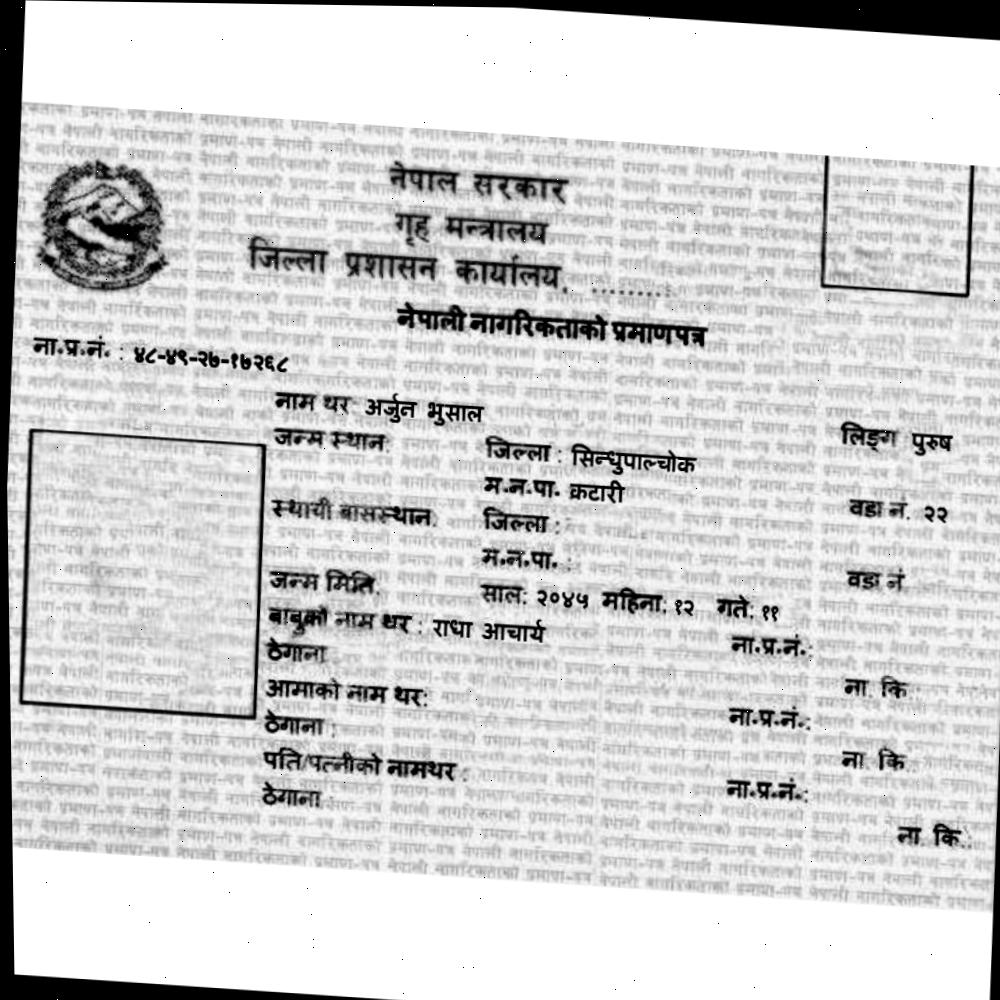 नेपाल सरकार
गृह मन्त्रालय
जिल्ला प्रशासन कार्यालय. ..........
नेपाली नागरिकताको प्रमाणपत्र
ना.प्र.नं. : ४८-४९-२७-१७२६८
नाम थर: अर्जुन भुसाल लिङ्ग पुरुष
जन्म स्थान: जिल्ला : सिन्धुपाल्चोक
म.न.पा. कटारी वडा नं. २२
स्थायी बासस्थान: जिल्ला :
म.न.पा. : वडा नं
जन्म मिति: साल: २०४५ महिना: १२ गते: ११
बाबुको नाम थर : राधा आचार्य ना.प्र.नं.:
ठेगाना ना. कि.:
आमाको नाम थर: ना.प्र.नं.:
ठेगाना : ना. कि.
पति/पत्नीको नामथर : ना.प्र.नं.:
ठेगाना : ना. कि.: